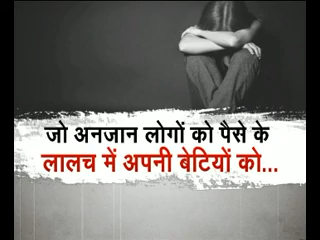 जो अनजान लोगों को पैसे के
लालच में अपनी बेटियों को...